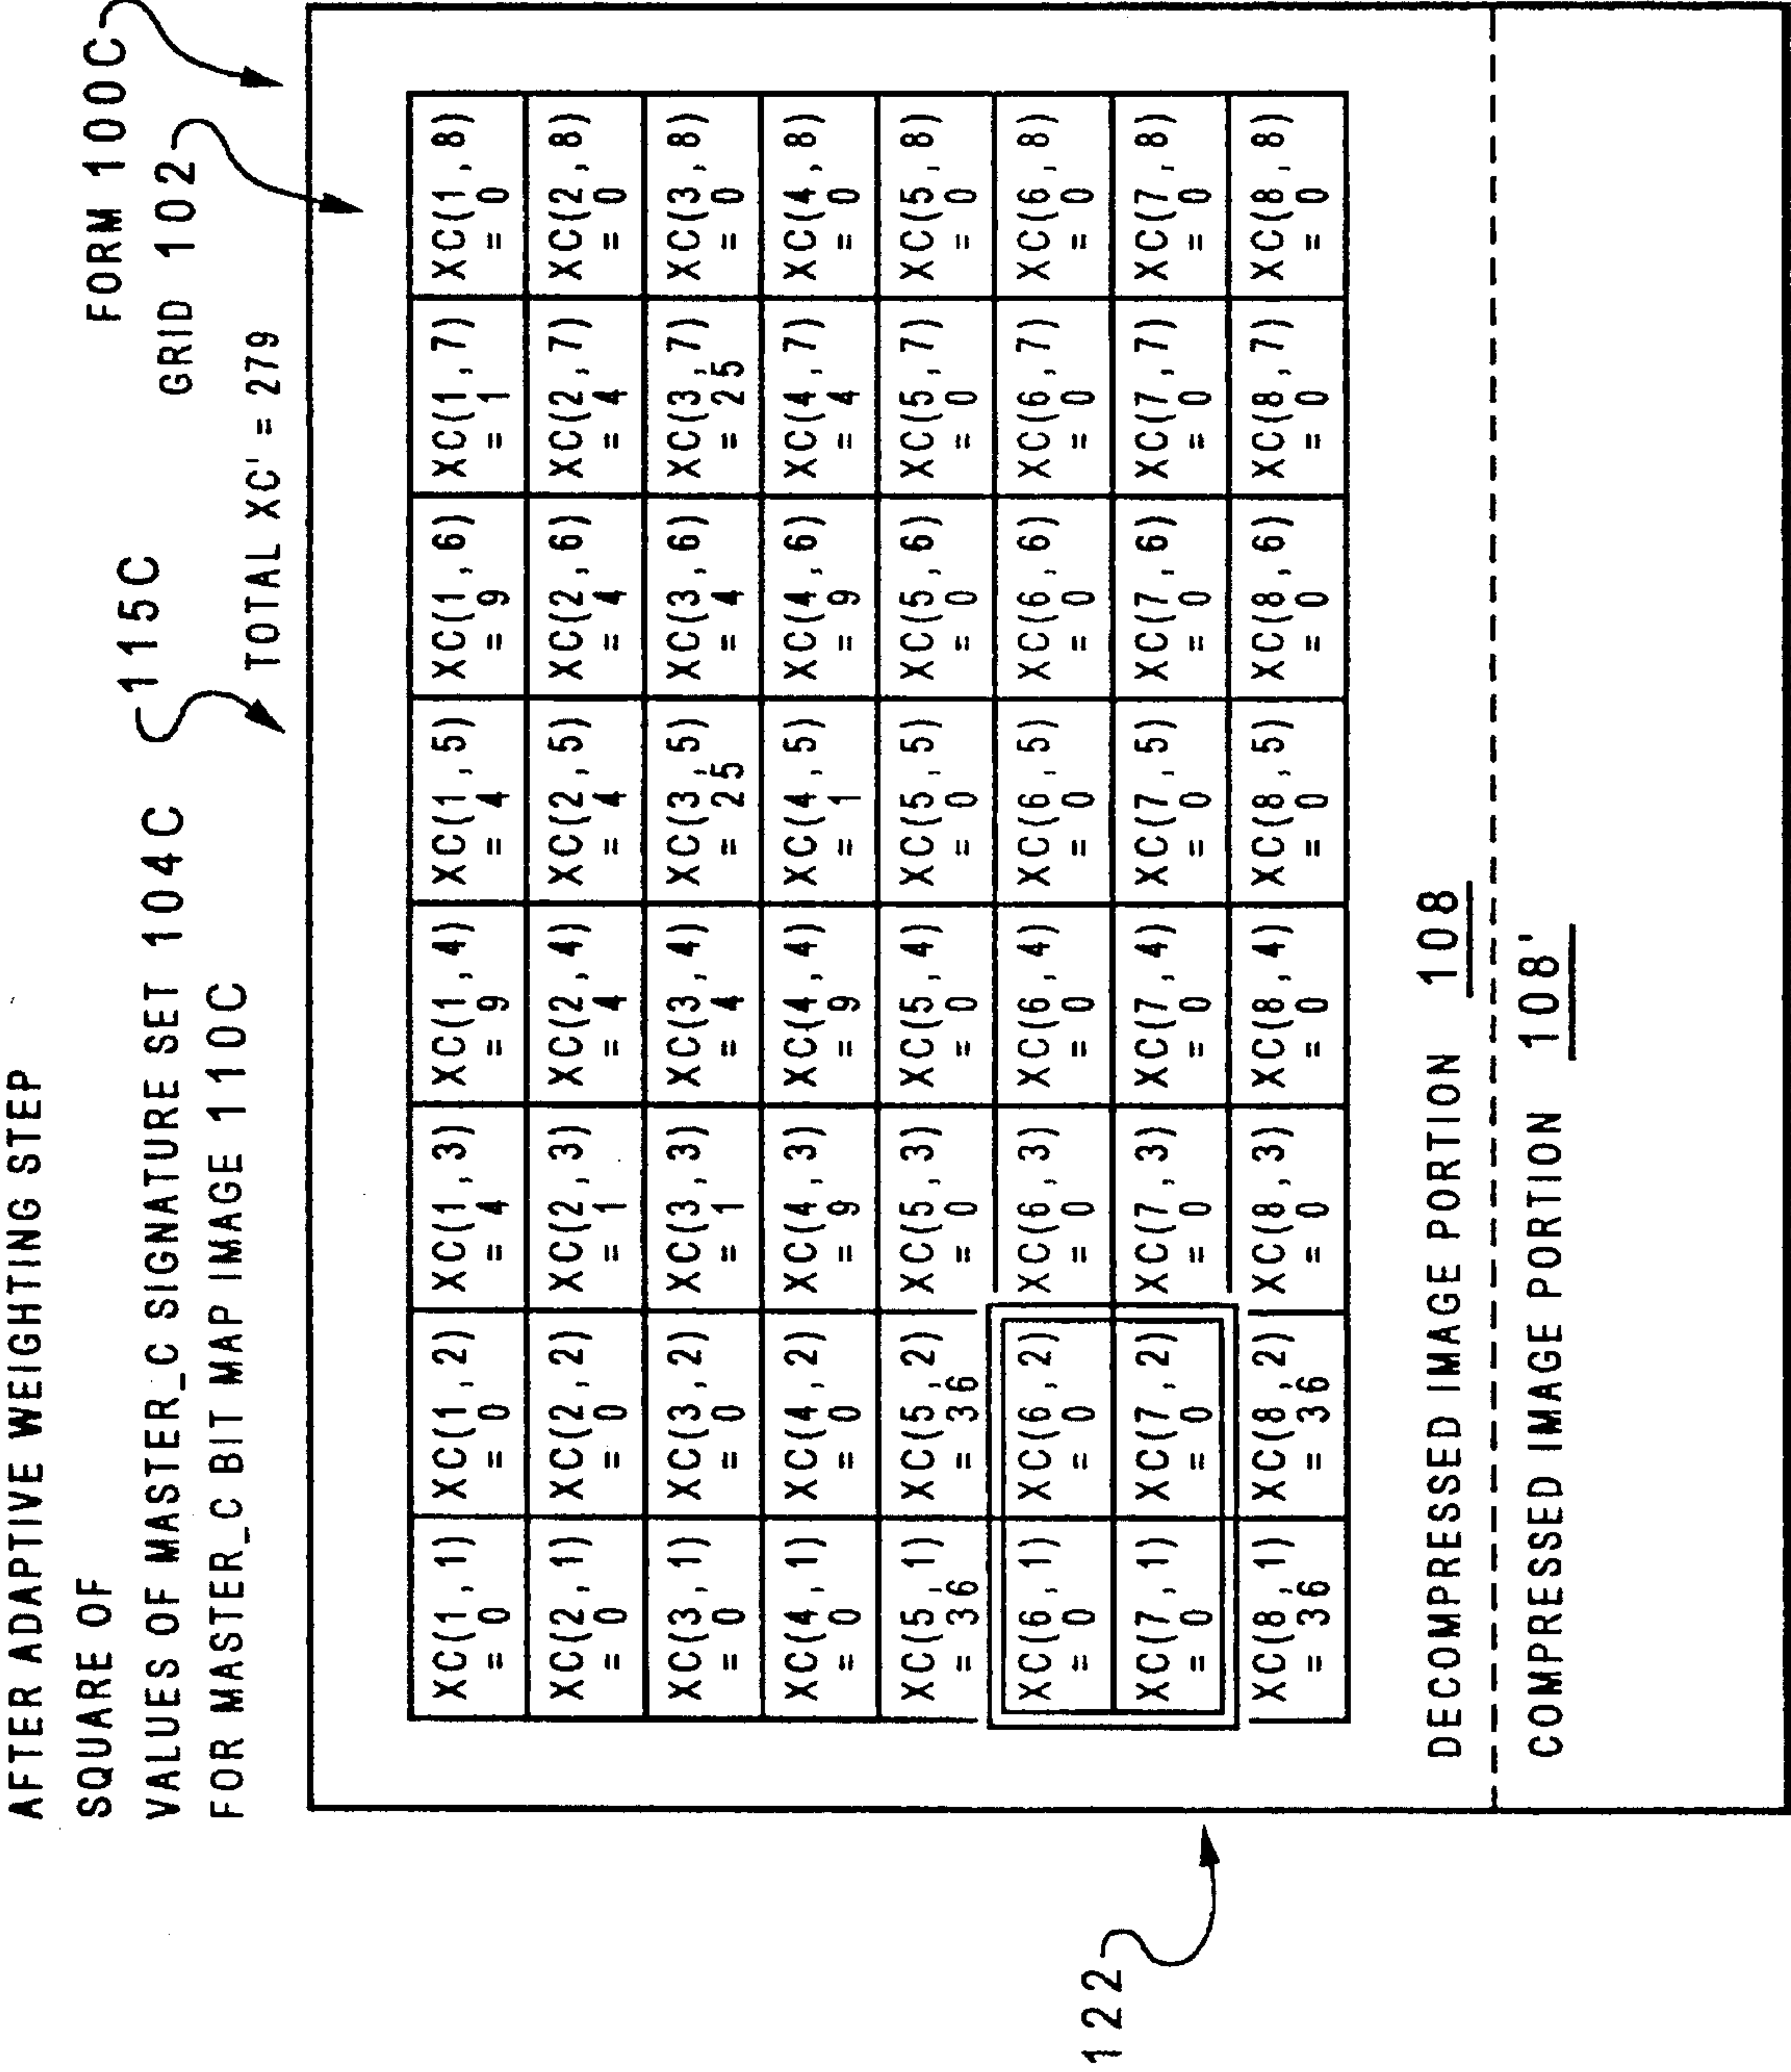 AFTER ADAPTIVE WEIGHTING STEP
SQUARE OF
VALUES OF MASTER_C SIGNATURE SET 104C
FOR MASTER_C BIT MAP IMAGE 110C
115C
FORM 100C
GRID 102
TOTAL XC' = 279
XC(1,1) XC(1,2) XC(1,3) XC(1,4) XC(1,5) XC(1,6) XC(1,7) XC(1,8)
= 0 = 0 = 4 = 9 = 4 = 9 = 1 = 0
XC(2,1) XC(2,2) XC(2,3) XC(2,4) XC(2,5) XC(2,6) XC(2,7) XC(2,8)
= 0 = 0 = 1 = 4 = 4 = 4 = 4 = 0
XC(3,1) XC(3,2) XC(3,3) XC(3,4) XC(3,5) XC(3,6) XC(3,7) XC(3,8)
= 0 = 0 = 1 = 4 = 25 = 4 = 25 = 0
XC(4,1) XC(4,2) XC(4,3) XC(4,4) XC(4,5) XC(4,6) XC(4,7) XC(4,8)
= 0 = 0 = 9 = 9 = 1 = 9 = 4 = 0
XC(5,1) XC(5,2) XC(5,3) XC(5,4) XC(5,5) XC(5,6) XC(5,7) XC(5,8)
= 36 = 36 = 0 = 0 = 0 = 0 = 0 = 0
XC(6,1) XC(6,2) XC(6,3) XC(6,4) XC(6,5) XC(6,6) XC(6,7) XC(6,8)
= 0 = 0 = 0 = 0 = 0 = 0 = 0 = 0
XC(7,1) XC(7,2) XC(7,3) XC(7,4) XC(7,5) XC(7,6) XC(7,7) XC(7,8)
= 0 = 0 = 0 = 0 = 0 = 0 = 0 = 0
XC(8,1) XC(8,2) XC(8,3) XC(8,4) XC(8,5) XC(8,6) XC(8,7) XC(8,8)
= 36 = 36 = 0 = 0 = 0 = 0 = 0 = 0
122
DECOMPRESSED IMAGE PORTION 108
COMPRESSED IMAGE PORTION 108'